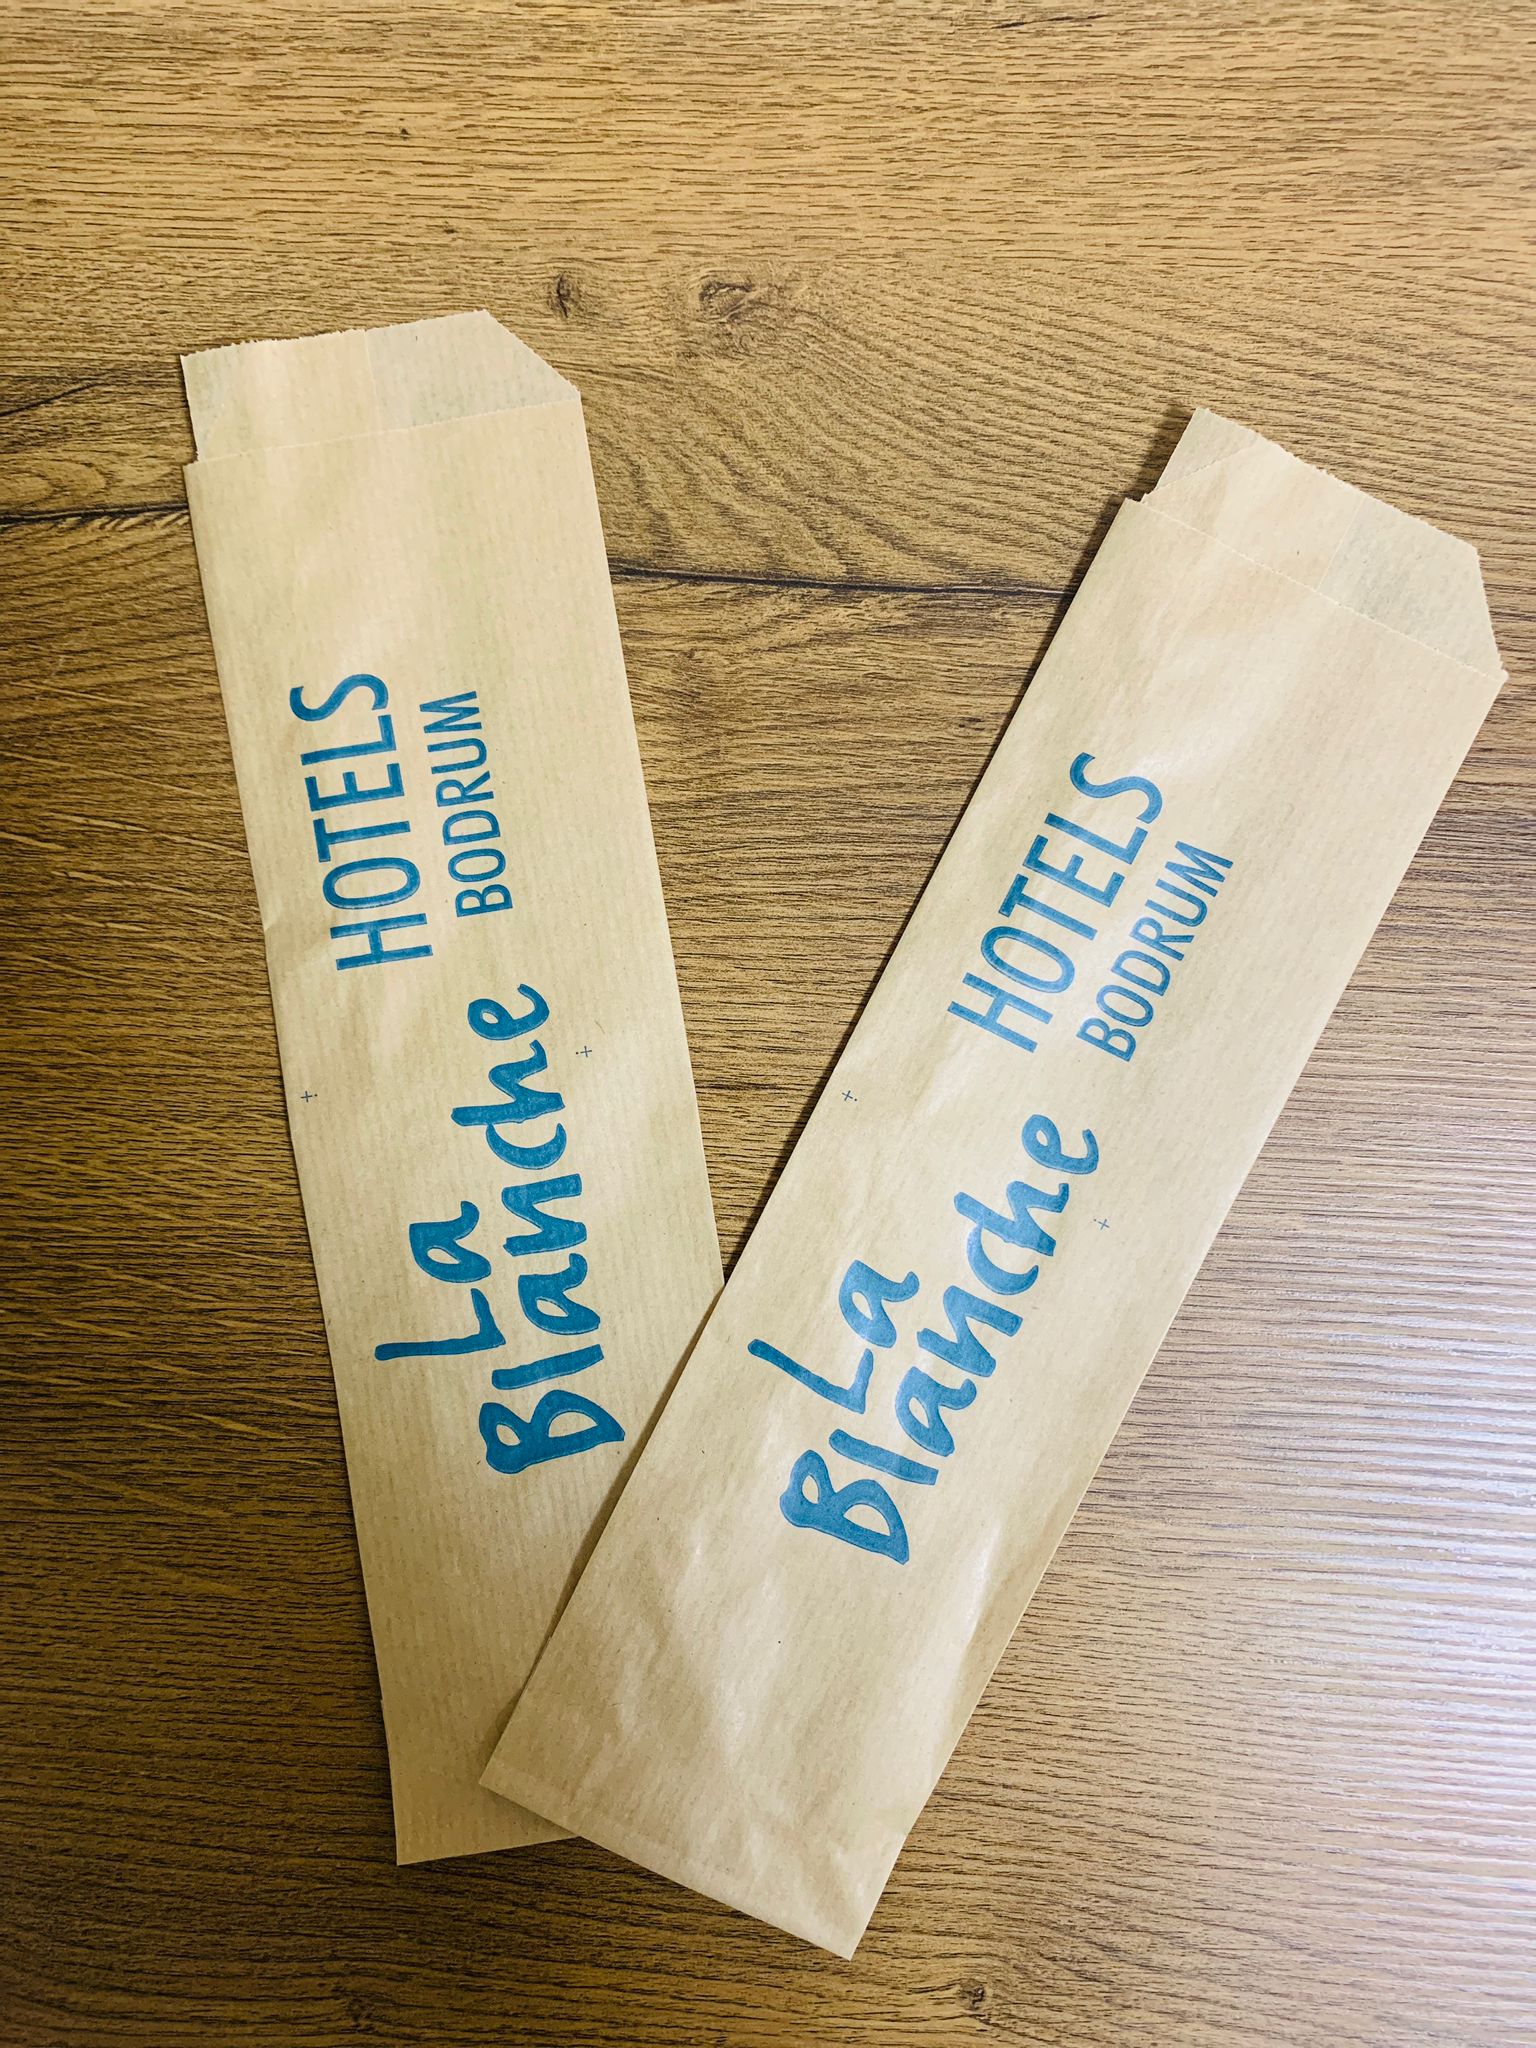 La
Blanche
HOTELS
BODRUM
La
Blanche
HOTELS
BODRUM